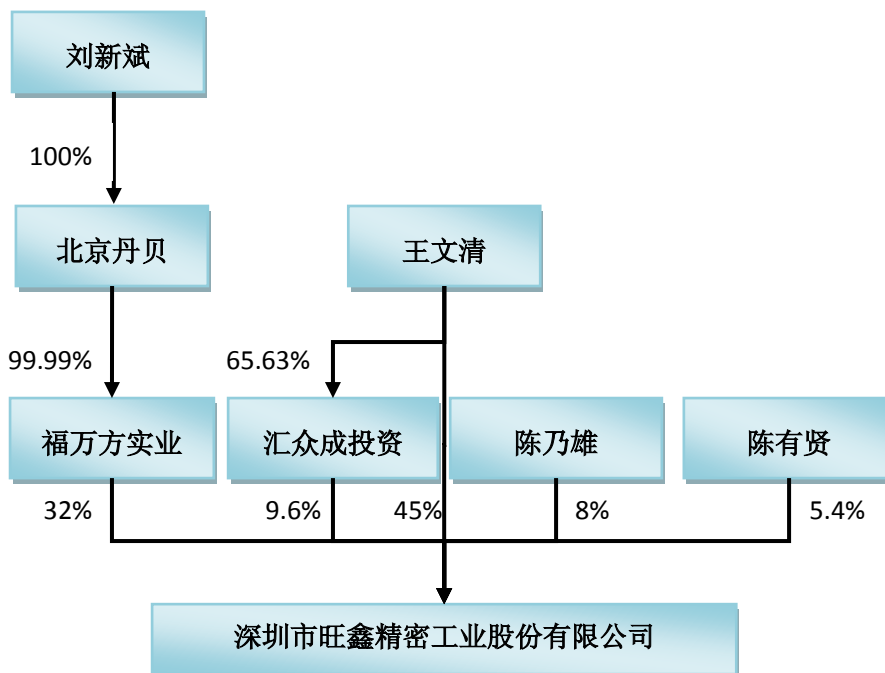 刘新斌
100%
北京丹贝
王文清
99.99%
65.63%
福万方实业
汇众成投资
陈乃雄
陈有贤
32%
9.6%
45%
8%
5.4%
深圳市旺鑫精密工业股份有限公司